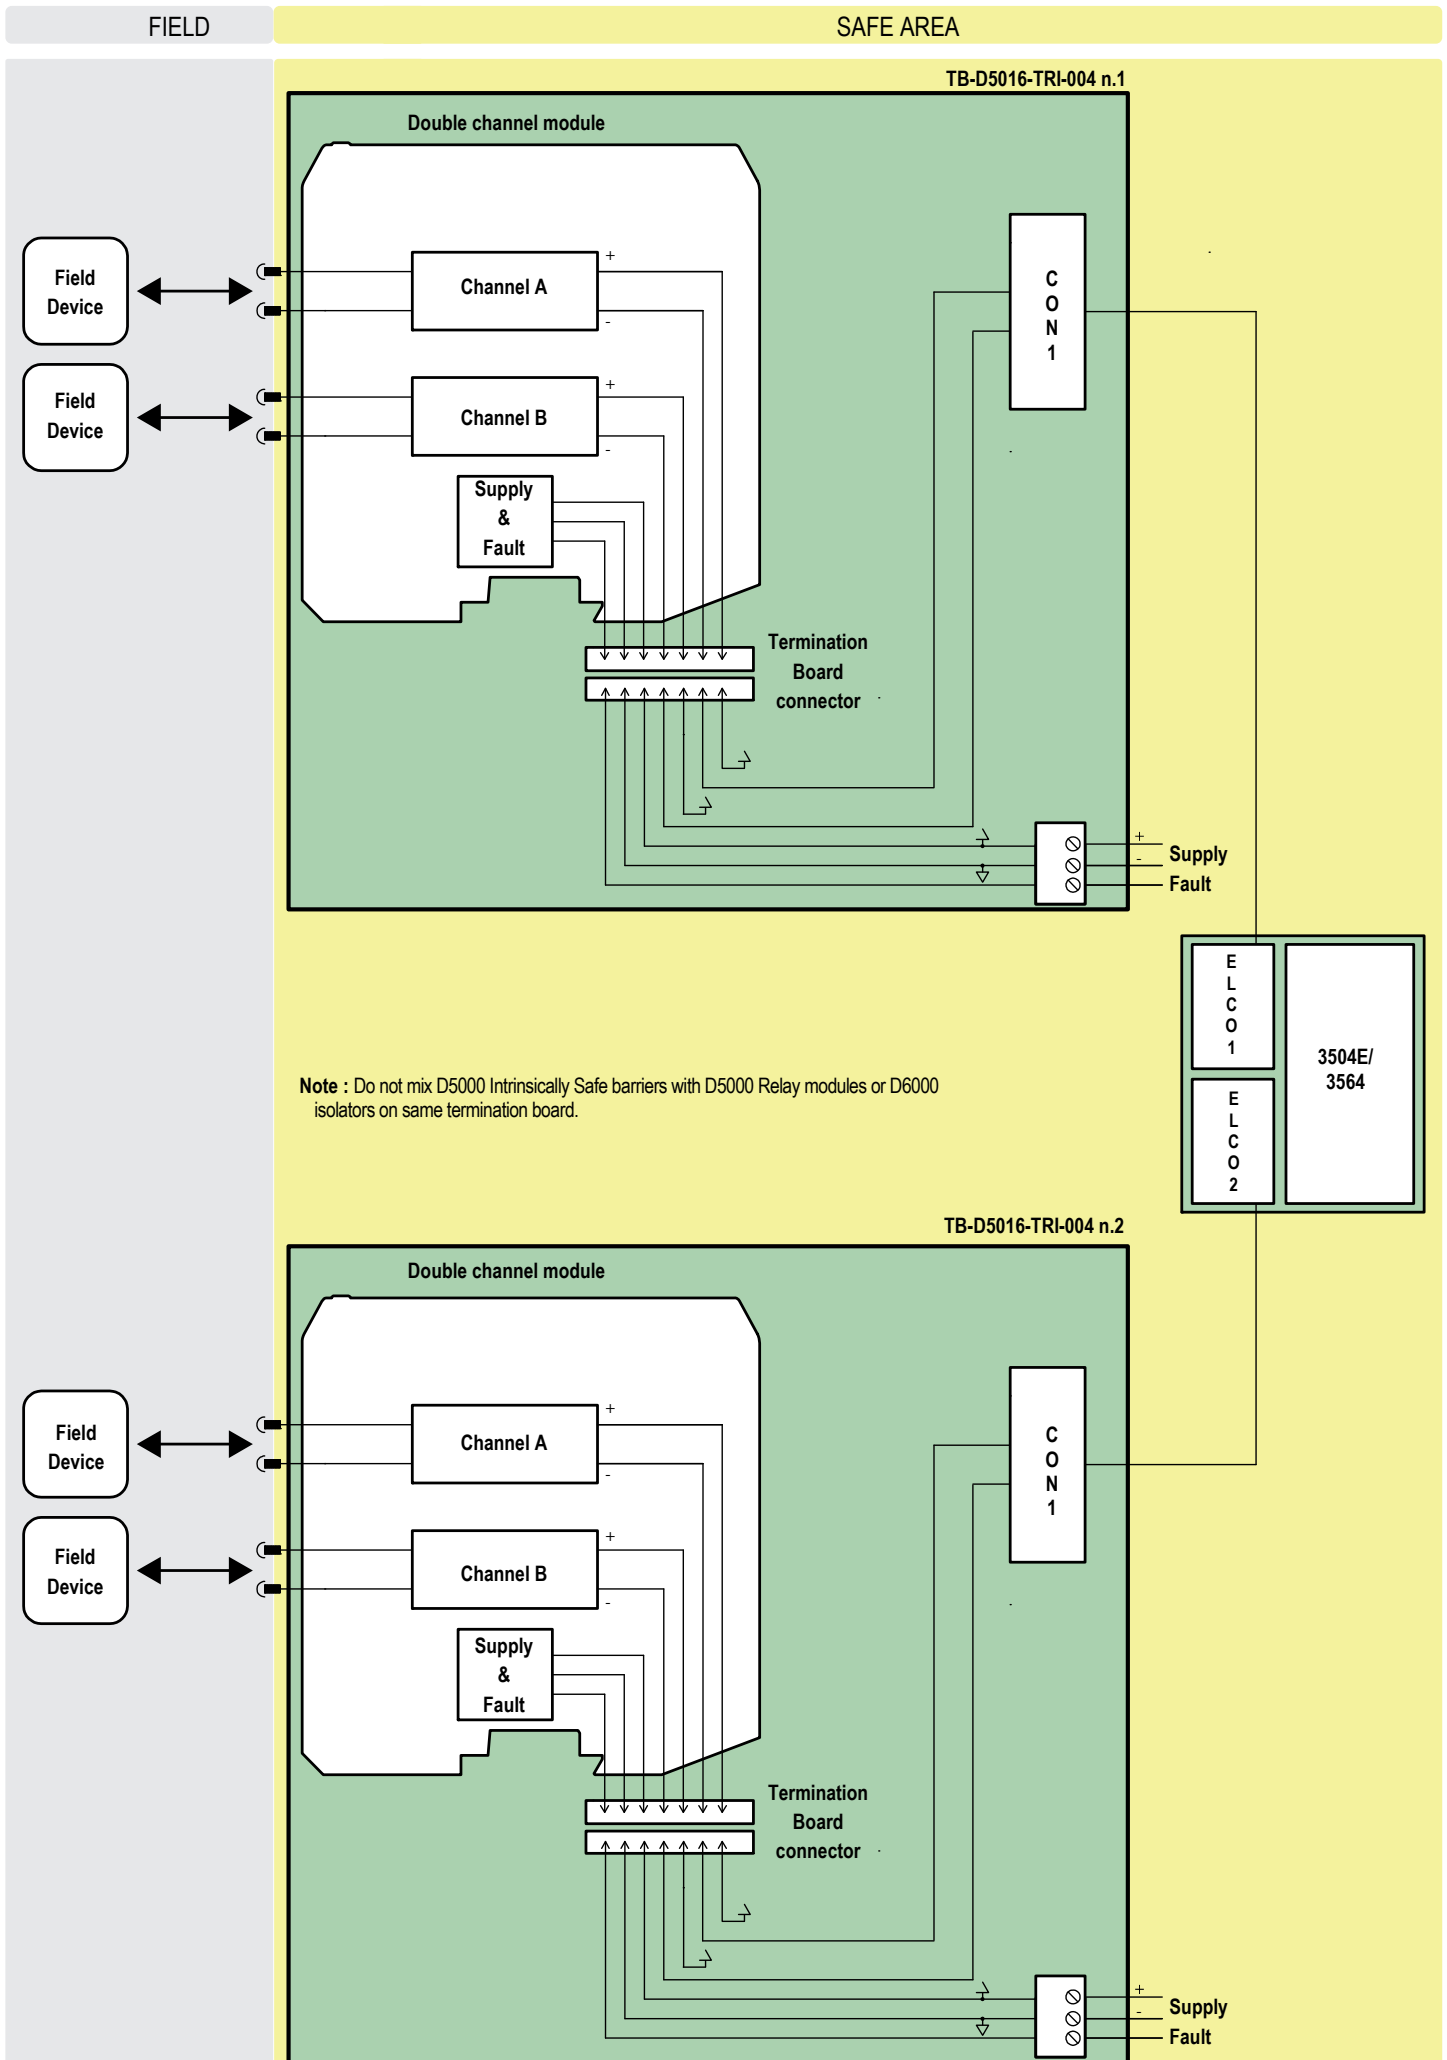 FIELD
SAFE AREA
TB-D5016-TRI-004 n.1
Double channel module
Field
Device
Channel A
+
-
C
O
N
1
Field
Device
Channel B
+
-
Supply
&
Fault
Termination
Board
connector
+
-
Supply
Fault
E
L
C
O
1
3504E/
3564
E
L
C
O
2
Note : Do not mix D5000 Intrinsically Safe barriers with D5000 Relay modules or D6000
isolators on same termination board.
TB-D5016-TRI-004 n.2
Double channel module
Field
Device
Channel A
+
-
C
O
N
1
Field
Device
Channel B
+
-
Supply
&
Fault
Termination
Board
connector
+
-
Supply
Fault